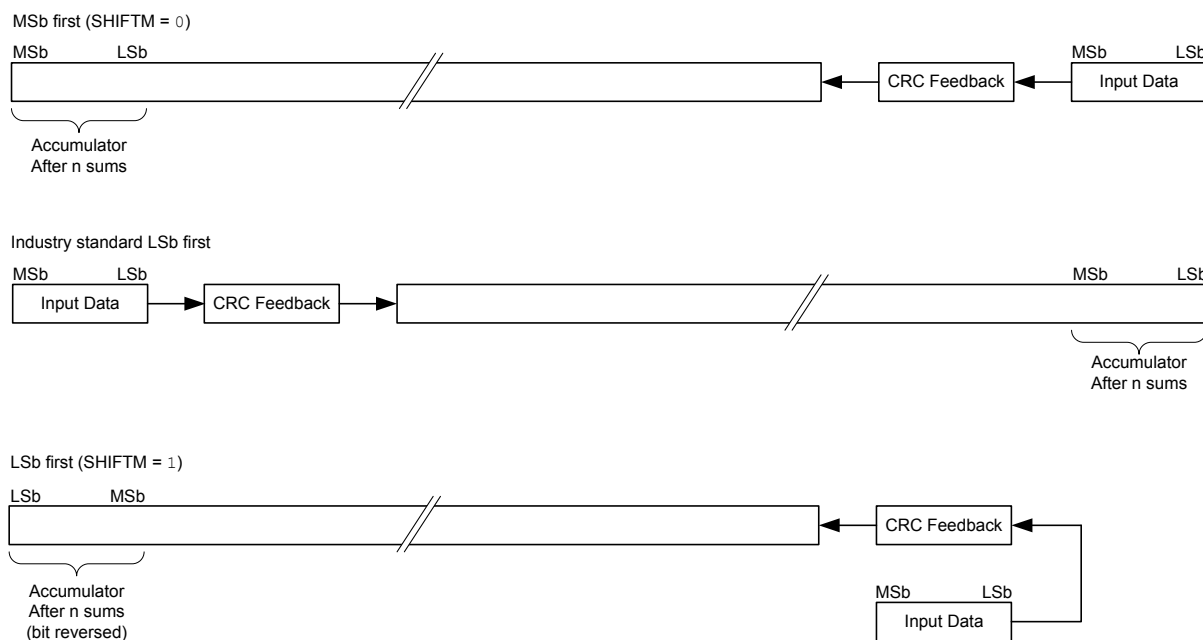 MSb first (SHIFTM = 0)
MSb LSb MSb LSb
CRC Feedback Input Data
Accumulator
After n sums
Industry standard LSb first
MSb LSb MSb LSb
Input Data CRC Feedback
Accumulator
After n sums
LSb first (SHIFTM = 1)
LSb MSb
CRC Feedback
Accumulator
After n sums
(bit reversed)
MSb LSb
Input Data